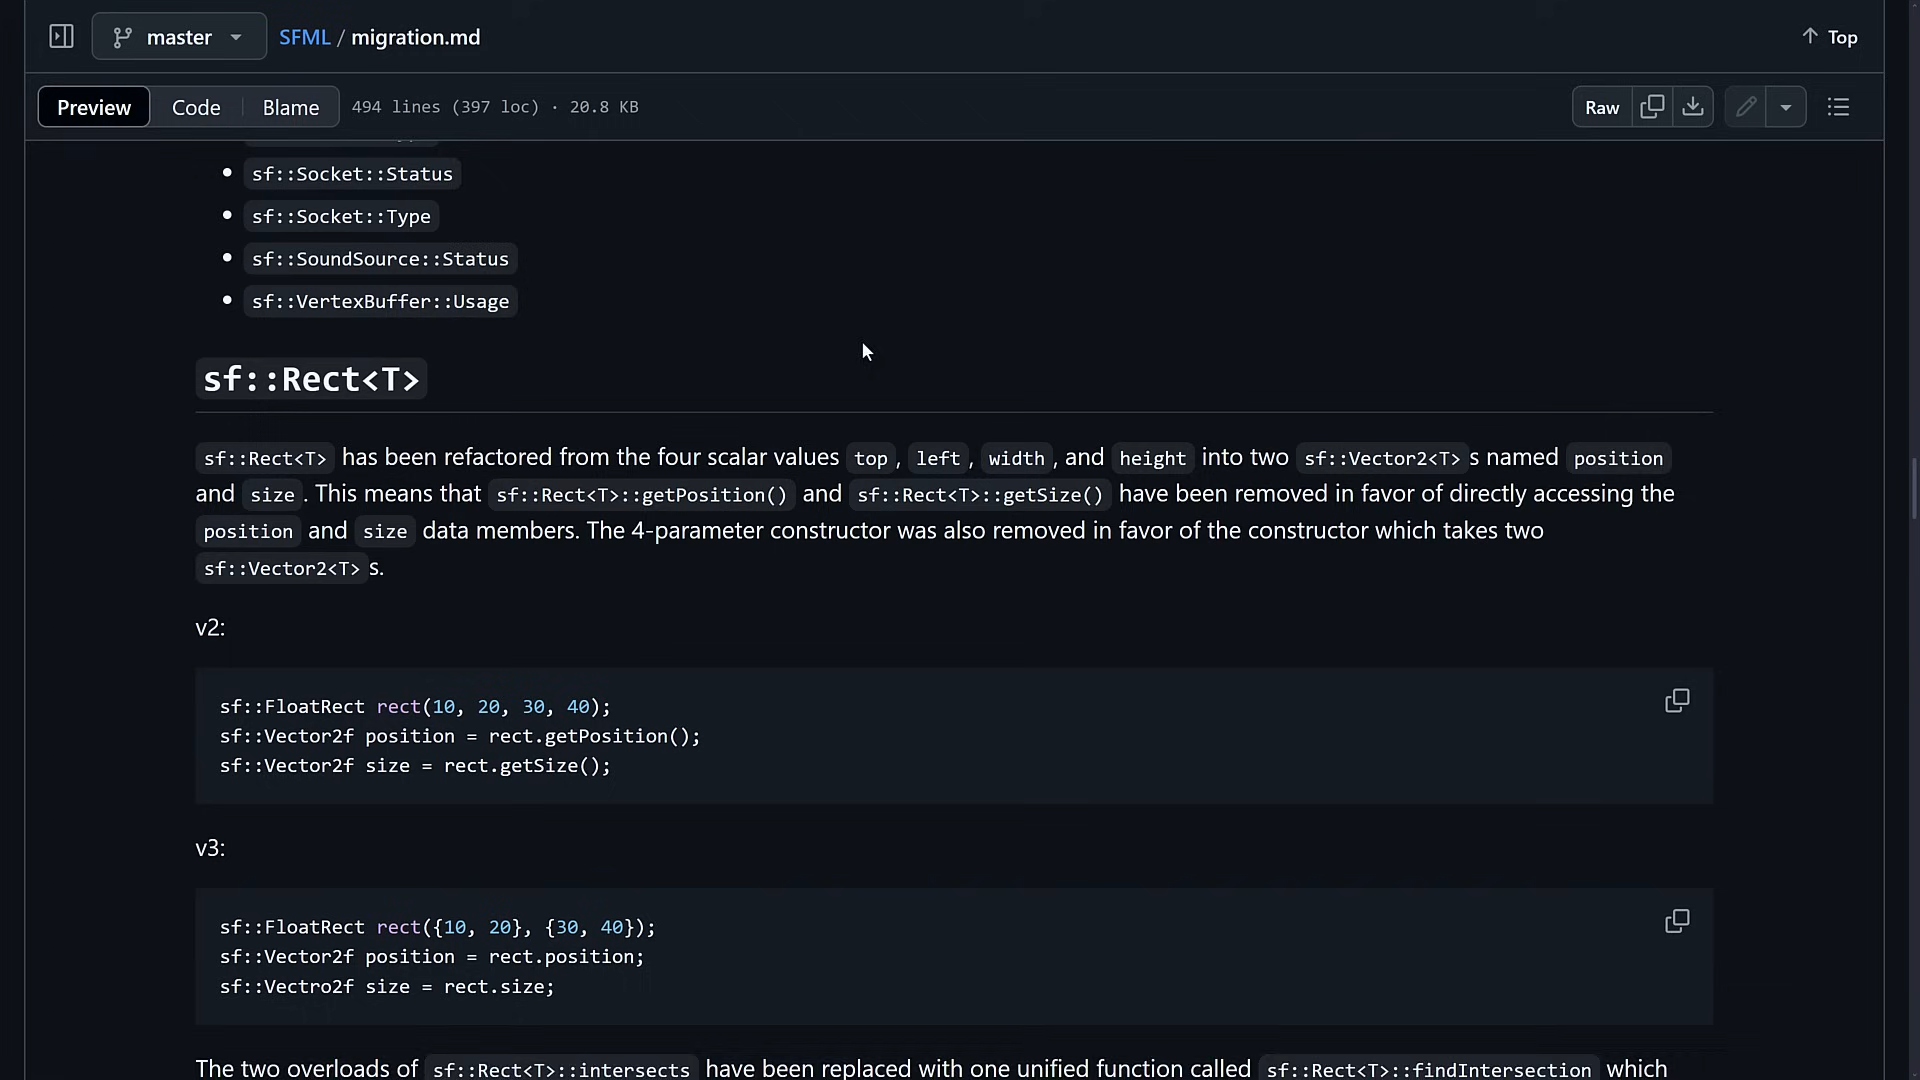 master SFML / migration.md Top
Preview Code Blame 494 lines (397 loc) · 20.8 KB Raw
sf::Socket::Status
sf::Socket::Type
sf::SoundSource::Status
sf::VertexBuffer::Usage
sf::Rect<T>
sf::Rect<T> has been refactored from the four scalar values top, left, width, and height into two sf::Vector2<T>s named position
and size. This means that sf::Rect<T>::getPosition() and sf::Rect<T>::getSize() have been removed in favor of directly accessing the
position and size data members. The 4-parameter constructor was also removed in favor of the constructor which takes two
sf::Vector2<T>s.
v2:
sf::FloatRect rect(10, 20, 30, 40);
sf::Vector2f position = rect.getPosition();
sf::Vector2f size = rect.getSize();
v3:
sf::FloatRect rect({10, 20}, {30, 40});
sf::Vector2f position = rect.position;
sf::Vectro2f size = rect.size;
The two overloads of sf::Rect<T>::intersects have been replaced with one unified function called sf::Rect<T>::findIntersection which